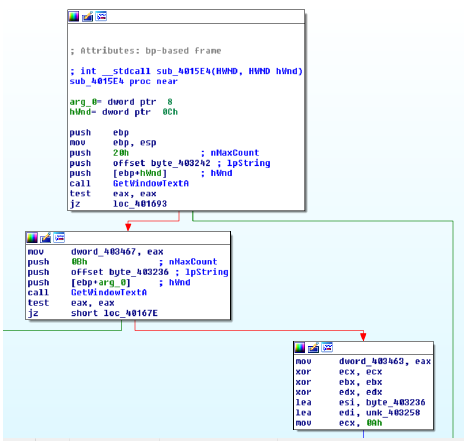 ; Attributes: bp-based frame
; int __stdcall sub_4015E4(HWND, HWND hWnd)
sub_4015E4 proc near
arg_0= dword ptr 8
hWnd= dword ptr 0Ch
push ebp
mov ebp, esp
push 20h ; nMaxCount
push offset byte_403242 ; lpString
push [ebp+hWnd] ; hWnd
call GetWindowTextA
test eax, eax
jz loc_401693
mov dword_403467, eax
push 0Bh ; nMaxCount
push offset byte_403236 ; lpString
push [ebp+arg_0] ; hWnd
call GetWindowTextA
test eax, eax
jz short loc_40167E
mov dword_403463, eax
xor ecx, ecx
xor ebx, ebx
xor edx, edx
lea esi, byte_403236
lea edi, unk_403258
mov ecx, 0Ah